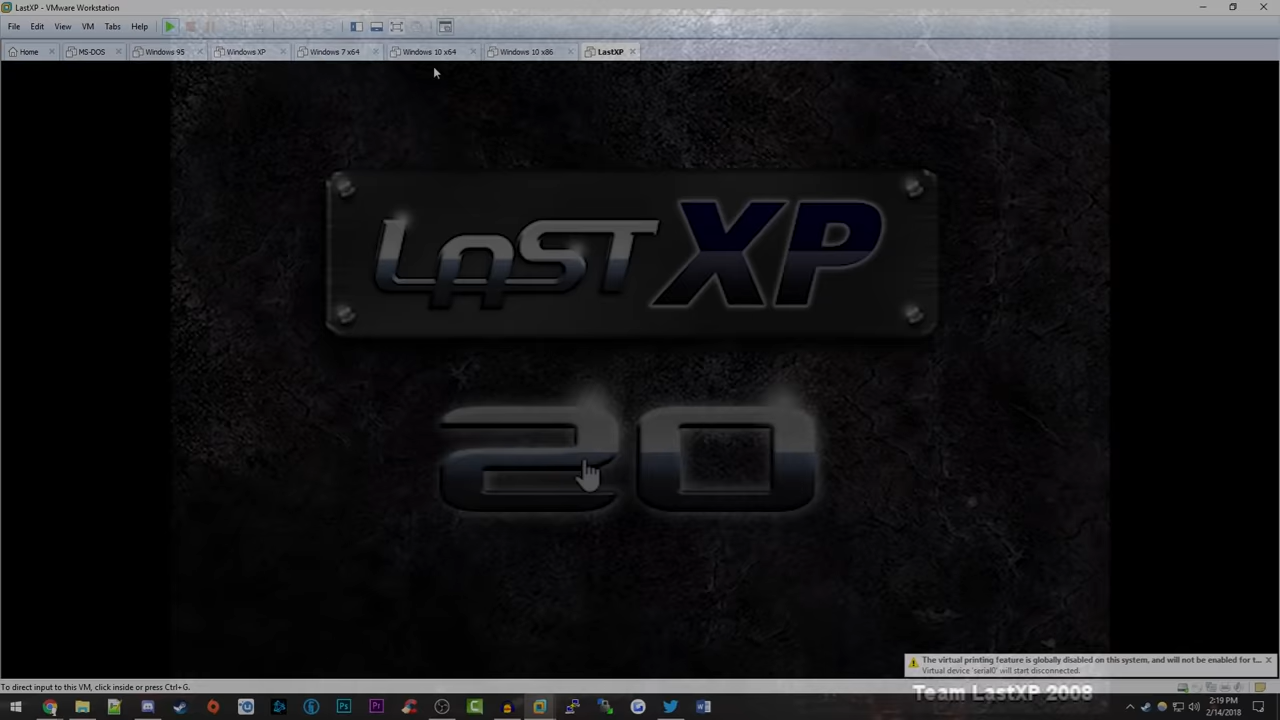 LastXP - VMware Workstation
File Edit View VM Tabs Help
Home MS-DOS Windows 95 Windows XP Windows 7 x64 Windows 10 x64 Windows 10 x86 LastXP
LAST XP
20
The virtual printing feature is globally disabled on this system, and will not be enabled for t...
Virtual device 'serial0' will start disconnected.
To direct input to this VM, click inside or press Ctrl+G.
Team LastXP 2008
2:19 PM
2/14/2018